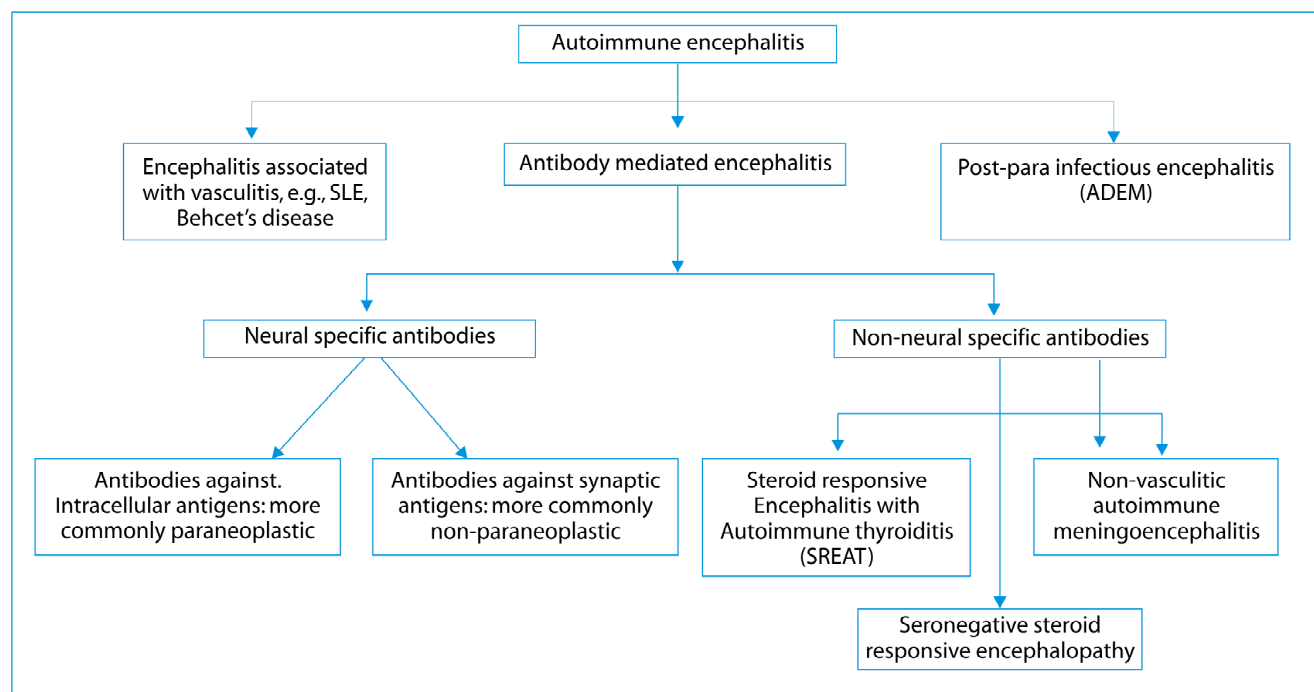 Autoimmune encephalitis
Encephalitis associated
with vasculitis, e.g., SLE,
Behcet's disease
Antibody mediated encephalitis
Post-para infectious encephalitis
(ADEM)
Neural specific antibodies
Non-neural specific antibodies
Antibodies against.
Intracellular antigens: more
commonly paraneoplastic
Antibodies against synaptic
antigens: more commonly
non-paraneoplastic
Steroid responsive
Encephalitis with
Autoimmune thyroiditis
(SREAT)
Non-vasculitic
autoimmune
meningoencephalitis
Seronegative steroid
responsive encephalopathy